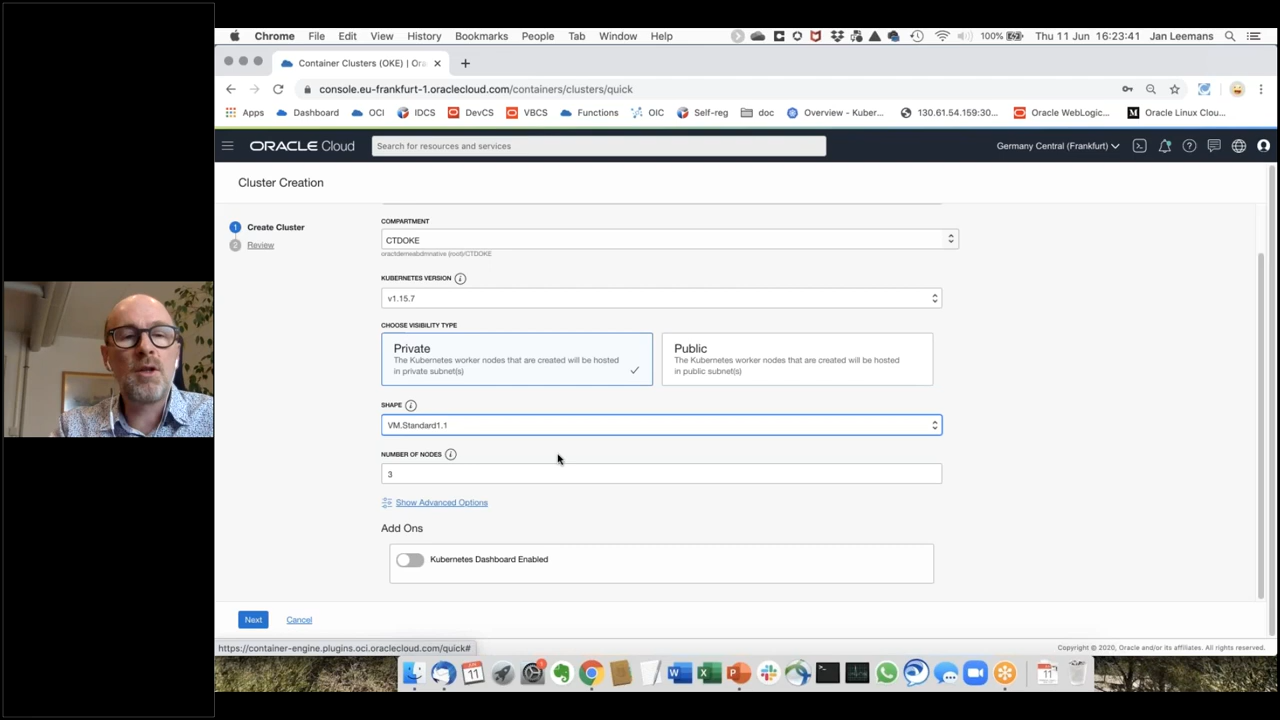 Chrome File Edit View History Bookmarks People Tab Window Help 100% Thu 11 Jun 16:23:41 Jan Leemans
Container Clusters (OKE) | Ora
console.eu-frankfurt-1.oraclecloud.com/containers/clusters/quick
Apps Dashboard OCI IDCS DevCS VBCS Functions OIC Self-reg doc Overview - Kuber... 130.61.54.159:30... Oracle WebLogic... Oracle Linux Clou...
ORACLE Cloud Search for resources and services Germany Central (Frankfurt)
Cluster Creation
1 Create Cluster
2 Review
COMPARTMENT
CTDOKE
KUBERNETES VERSION
v1.15.7
CHOOSE VISIBILITY TYPE
Private
The Kubernetes worker nodes that are created will be hosted
in private subnet(s)
Public
The Kubernetes worker nodes that are created will be hosted
in public subnet(s)
SHAPE
VM.Standard1.1
NUMBER OF NODES
3
Show Advanced Options
Add Ons
Kubernetes Dashboard Enabled
Next Cancel
https://container-engine.plugins.oci.oraclecloud.com/quick#
Copyright © 2020, Oracle and/or its affiliates. All rights reserved.